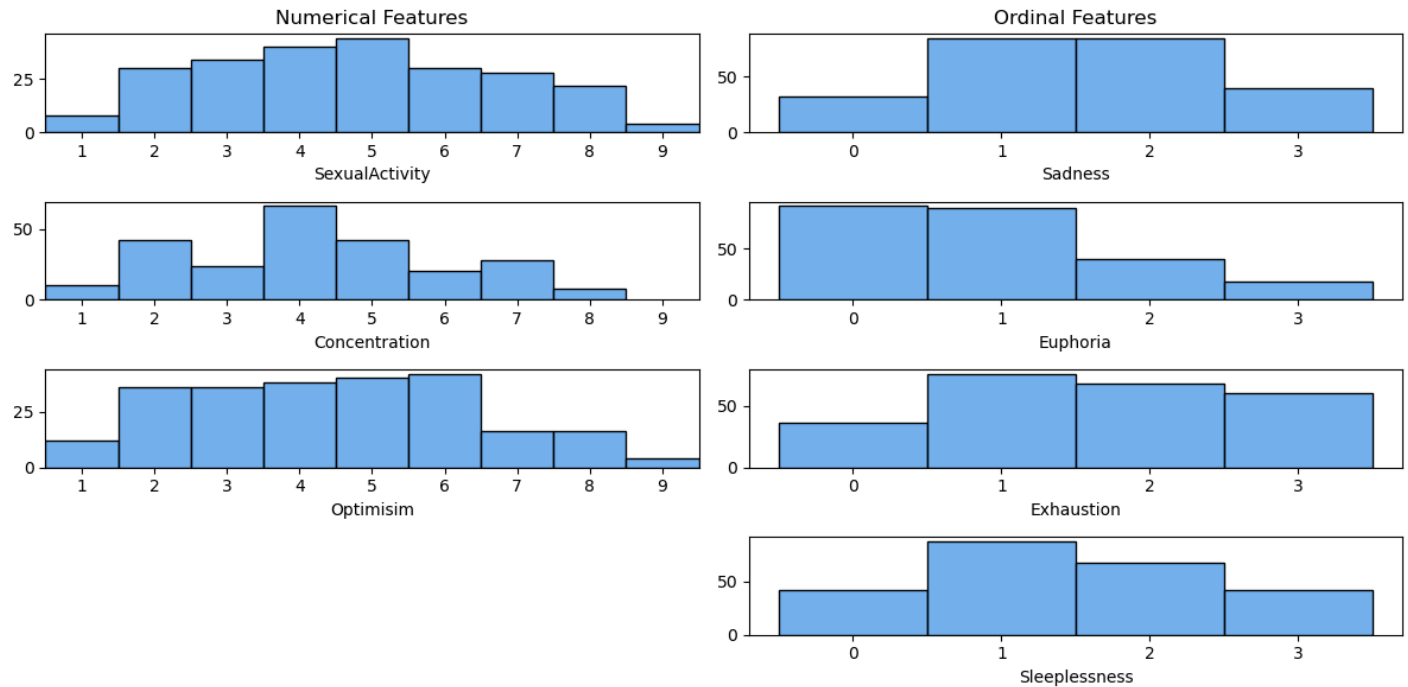 Numerical Features
25
0
1 2 3 4 5 6 7 8 9
SexualActivity
50
0
1 2 3 4 5 6 7 8 9
Concentration
25
0
1 2 3 4 5 6 7 8 9
Optimisim
Ordinal Features
50
0
0 1 2 3
Sadness
50
0
0 1 2 3
Euphoria
50
0
0 1 2 3
Exhaustion
50
0
0 1 2 3
Sleeplessness